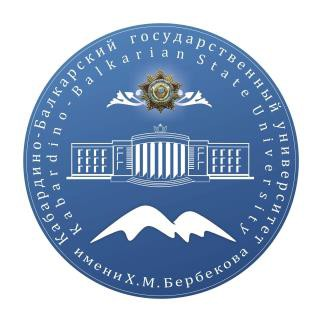 Кабардино-Балкарский государственный университет
имени Х.М.Бербекова
Kabardino-Balkarian State University